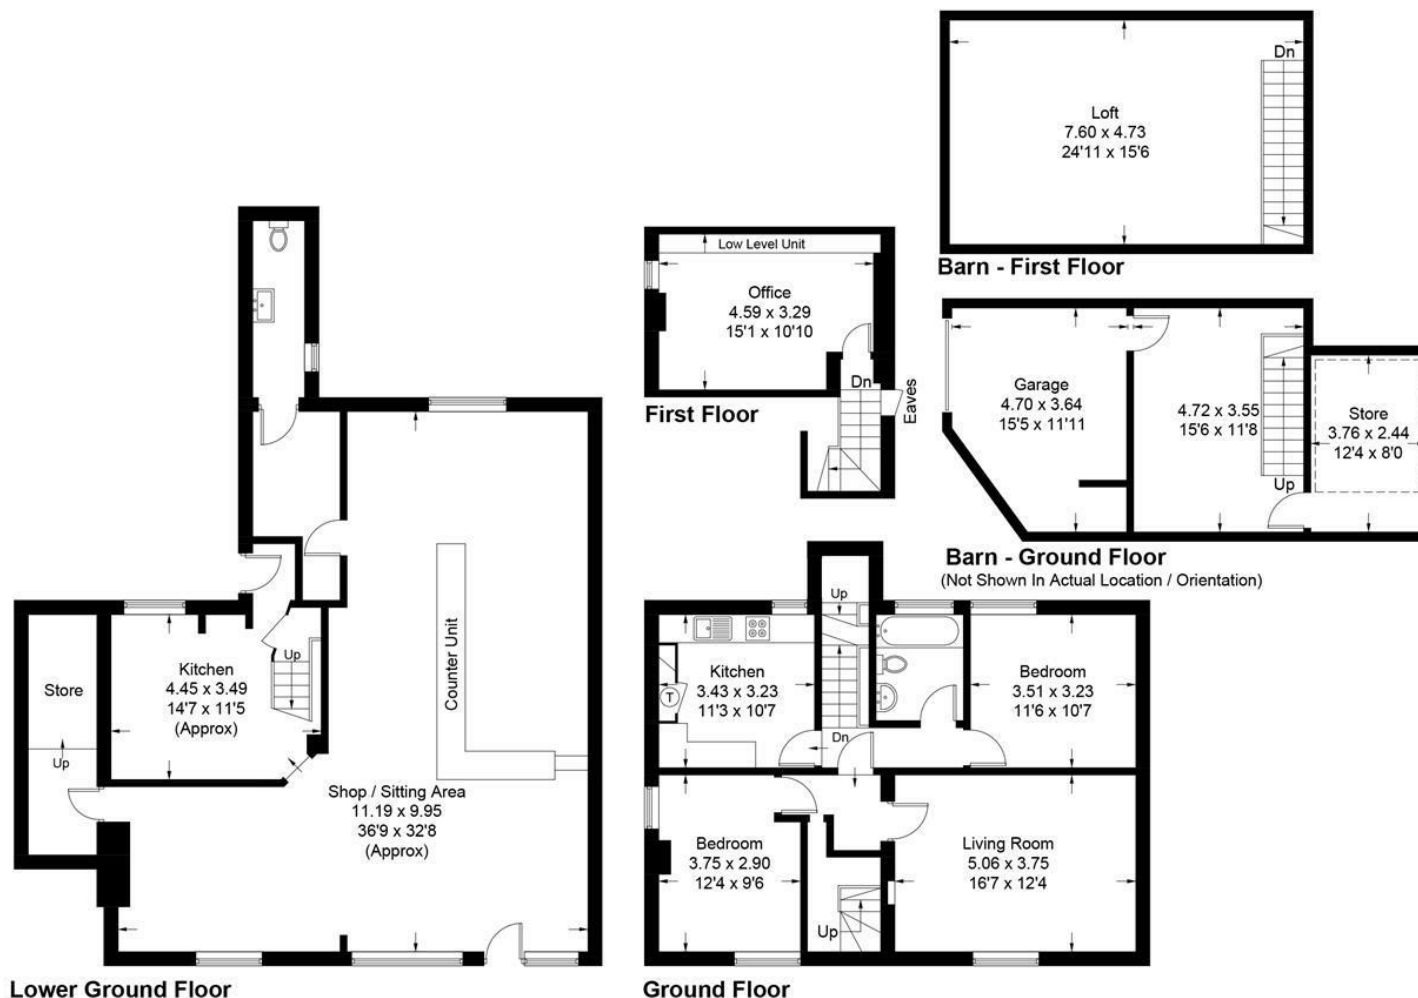 Dn
Loft
7.60 x 4.73
24'11 x 15'6
Barn - First Floor
Low Level Unit
Office
4.59 x 3.29
15'1 x 10'10
Dn
Eaves
First Floor
Garage
4.70 x 3.64
15'5 x 11'11
4.72 x 3.55
15'6 x 11'8
Up
Store
3.76 x 2.44
12'4 x 8'0
Barn - Ground Floor
(Not Shown In Actual Location / Orientation)
Store
Up
Kitchen
4.45 x 3.49
14'7 x 11'5
(Approx)
Up
Counter Unit
Shop / Sitting Area
11.19 x 9.95
36'9 x 32'8
(Approx)
Lower Ground Floor
Up
Kitchen
3.43 x 3.23
11'3 x 10'7
T
Dn
Bedroom
3.51 x 3.23
11'6 x 10'7
Bedroom
3.75 x 2.90
12'4 x 9'6
Up
Living Room
5.06 x 3.75
16'7 x 12'4
Ground Floor